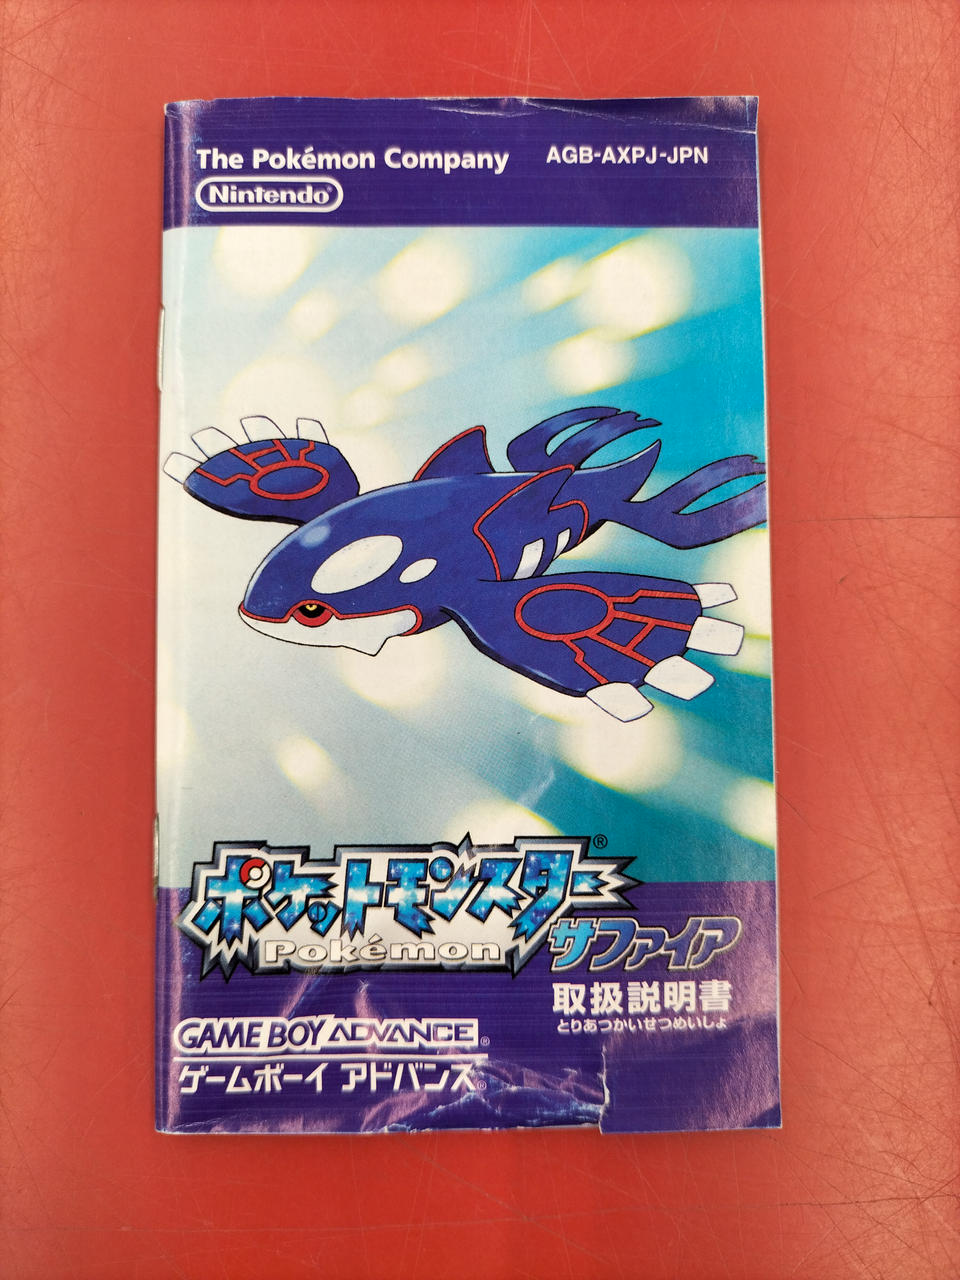 The Pokémon Company
AGB-AXPJ-JPN
Nintendo®
ポケットモンスター®
Pokémon
サファイア
取扱説明書
とりあつかいせつめいしょ
GAME BOY ADVANCE®
ゲームボーイ アドバンス®